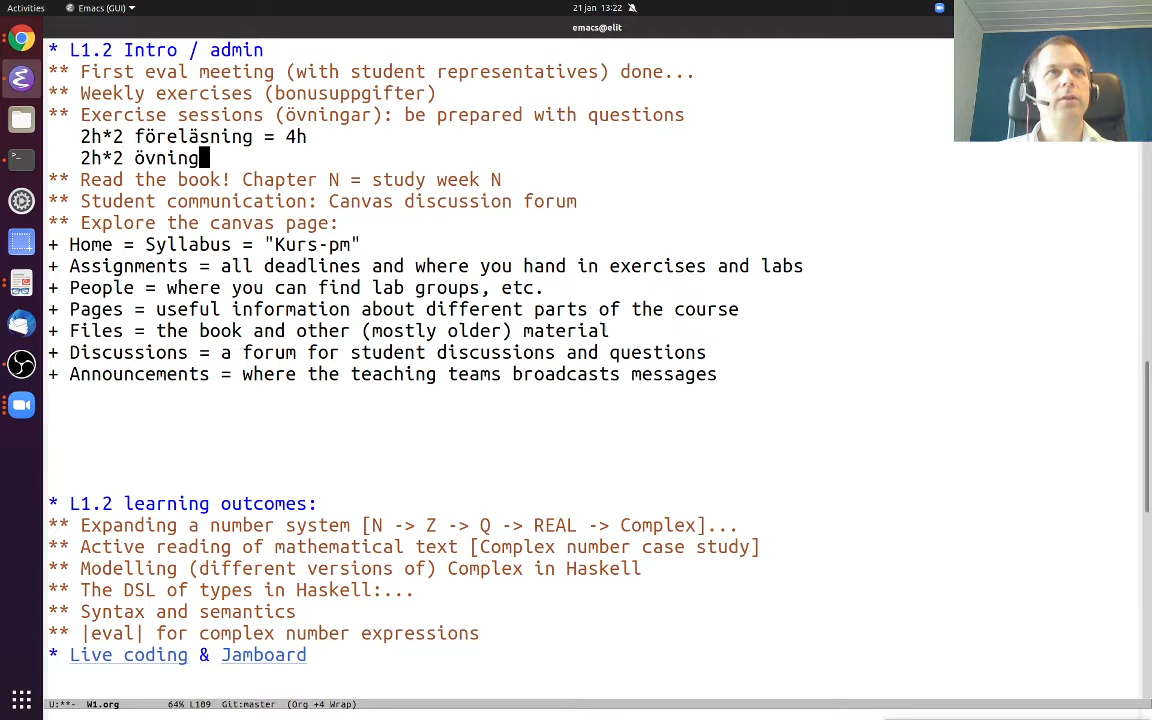 Activities
Emacs (GUI)
21 jan 13:22
emacs@elit
* L1.2 Intro / admin
** First eval meeting (with student representatives) done...
** Weekly exercises (bonusuppgifter)
** Exercise sessions (övningar): be prepared with questions
2h*2 föreläsning = 4h
2h*2 övning
** Read the book! Chapter N = study week N
** Student communication: Canvas discussion forum
** Explore the canvas page:
+ Home = Syllabus = "Kurs-pm"
+ Assignments = all deadlines and where you hand in exercises and labs
+ People = where you can find lab groups, etc.
+ Pages = useful information about different parts of the course
+ Files = the book and other (mostly older) material
+ Discussions = a forum for student discussions and questions
+ Announcements = where the teaching teams broadcasts messages
* L1.2 learning outcomes:
** Expanding a number system [N -> Z -> Q -> REAL -> Complex]...
** Active reading of mathematical text [Complex number case study]
** Modelling (different versions of) Complex in Haskell
** The DSL of types in Haskell:...
** Syntax and semantics
** |eval| for complex number expressions
* Live coding & Jamboard
U:**- W1.org 64% L109 Git:master (Org +4 Wrap)